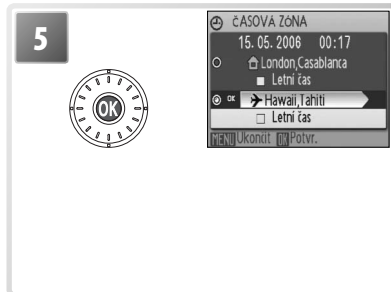 5
OK
ČASOVÁ ZÓNA
15. 05. 2006 00:17
London,Casablanca
Letní čas
OK Hawaii,Tahiti
Letní čas
MENU Ukončit OK Potvr.